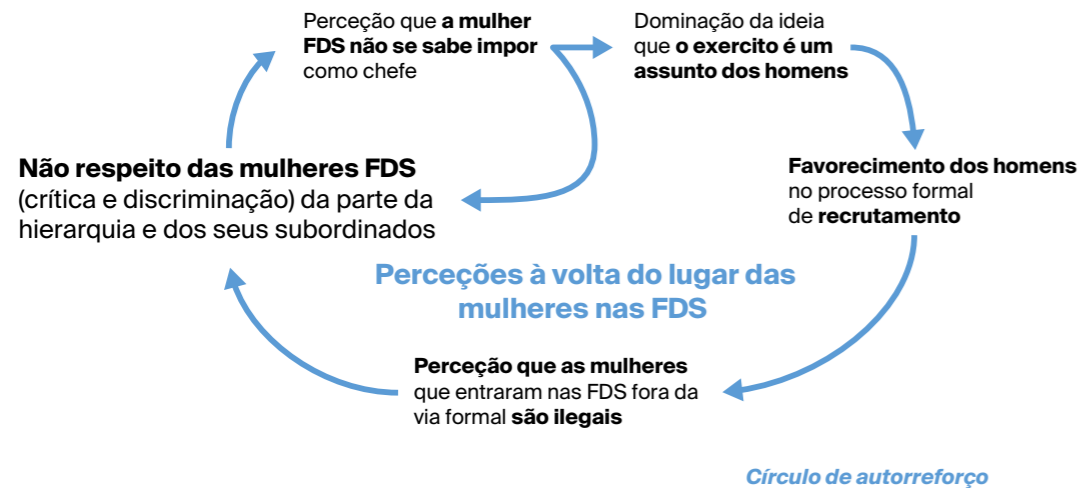 Perceção que a mulher
FDS não se sabe impor
como chefe
Dominação da ideia
que o exercito é um
assunto dos homens
Favorecimento dos homens
no processo formal
de recrutamento
Perceção que as mulheres
que entraram nas FDS fora da
via formal são ilegais
Não respeito das mulheres FDS
(crítica e discriminação) da parte da
hierarquia e dos seus subordinados
Perceções à volta do lugar das
mulheres nas FDS
Círculo de autorreforço